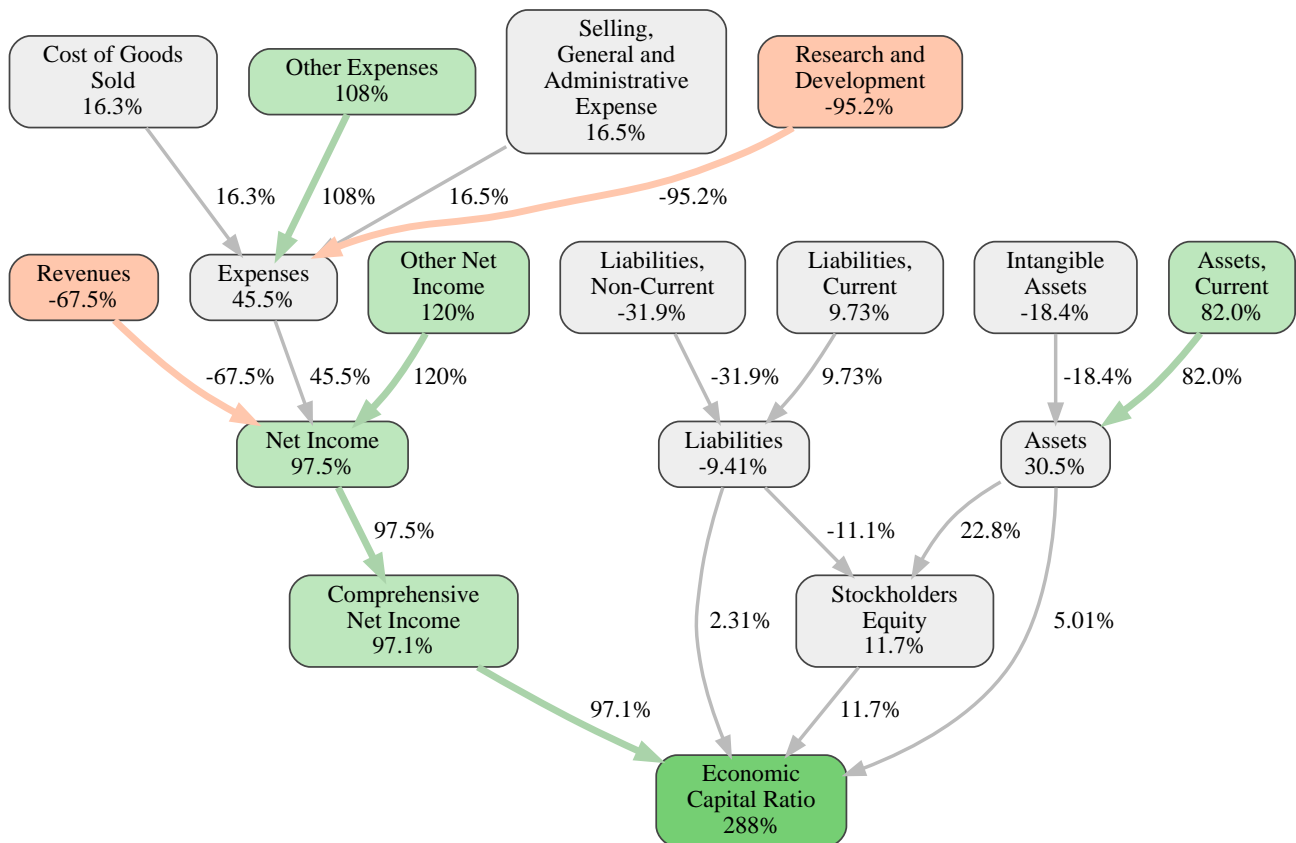 Cost of Goods
Sold
16.3%
Other Expenses
108%
Selling,
General and
Administrative
Expense
16.5%
Research and
Development
-95.2%
16.3%
108%
16.5%
-95.2%
Revenues
-67.5%
Expenses
45.5%
Other Net
Income
120%
Liabilities,
Non-Current
-31.9%
Liabilities,
Current
9.73%
Intangible
Assets
-18.4%
Assets,
Current
82.0%
-67.5%
45.5%
120%
-31.9%
9.73%
-18.4%
82.0%
Net Income
97.5%
Liabilities
-9.41%
Assets
30.5%
97.5%
-11.1%
22.8%
Comprehensive
Net Income
97.1%
2.31%
Stockholders
Equity
11.7%
5.01%
97.1%
11.7%
Economic
Capital Ratio
288%